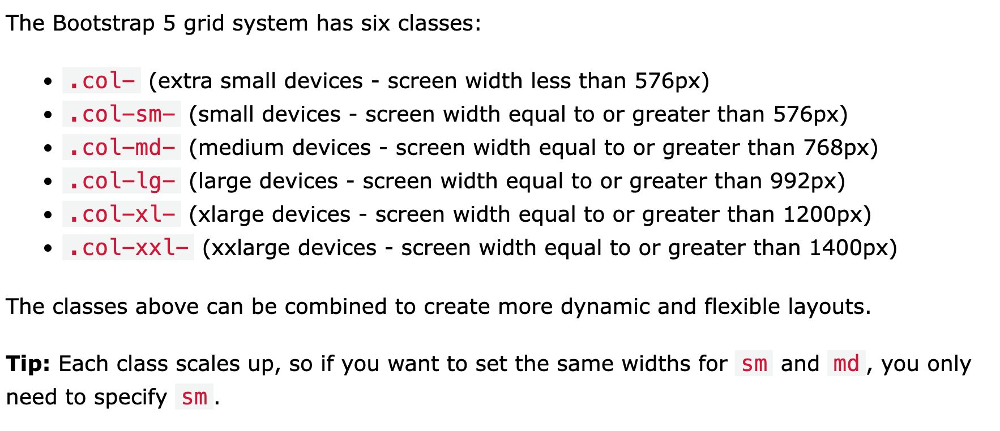 The Bootstrap 5 grid system has six classes:
• .col- (extra small devices - screen width less than 576px)
• .col-sm- (small devices - screen width equal to or greater than 576px)
• .col-md- (medium devices - screen width equal to or greater than 768px)
• .col-lg- (large devices - screen width equal to or greater than 992px)
• .col-xl- (xlarge devices - screen width equal to or greater than 1200px)
• .col-xxl- (xxlarge devices - screen width equal to or greater than 1400px)
The classes above can be combined to create more dynamic and flexible layouts.
Tip: Each class scales up, so if you want to set the same widths for sm and md, you only
need to specify sm.